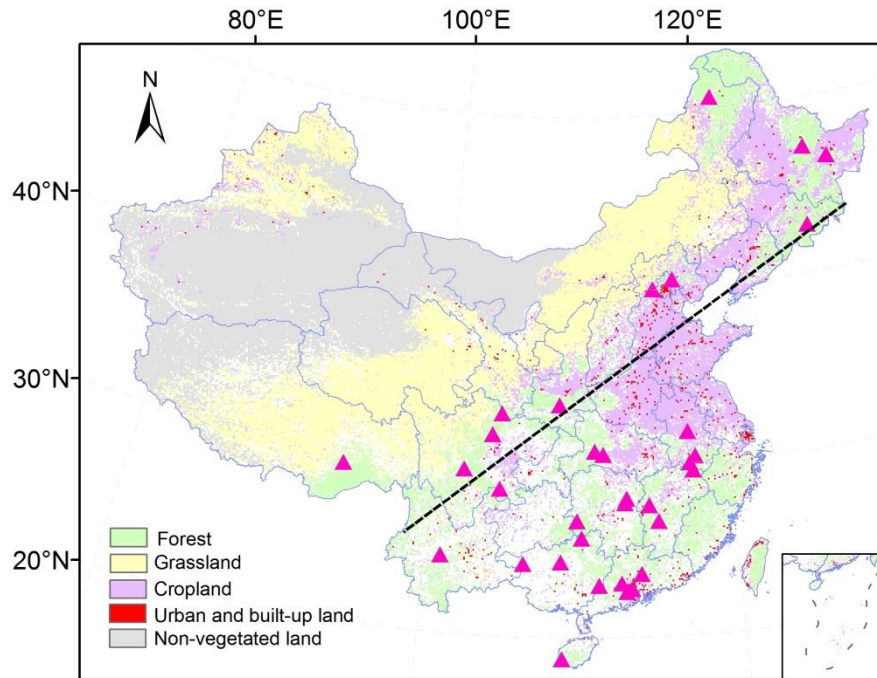 80°E 100°E 120°E
N
40°N
30°N
20°N
Forest
Grassland
Cropland
Urban and built-up land
Non-vegetated land